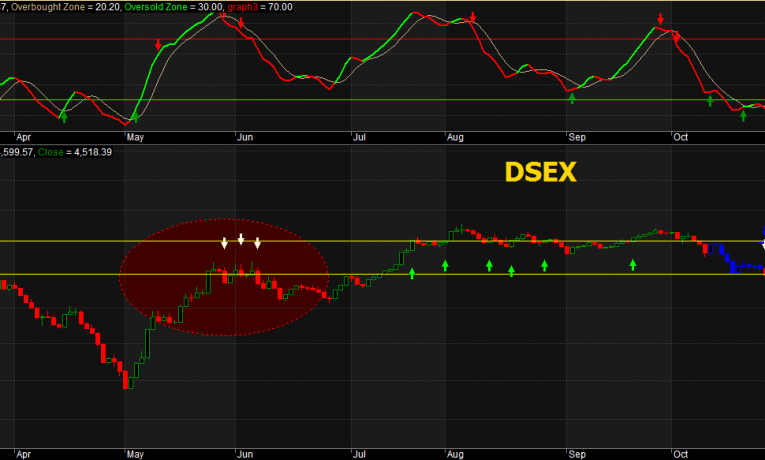 7, Overbought Zone = 20.20, Oversold Zone = 30.00, graph3 = 70.00
Apr May Jun Jul Aug Sep Oct
,599.57, Close = 4,518.39
DSEX
Apr May Jun Jul Aug Sep Oct